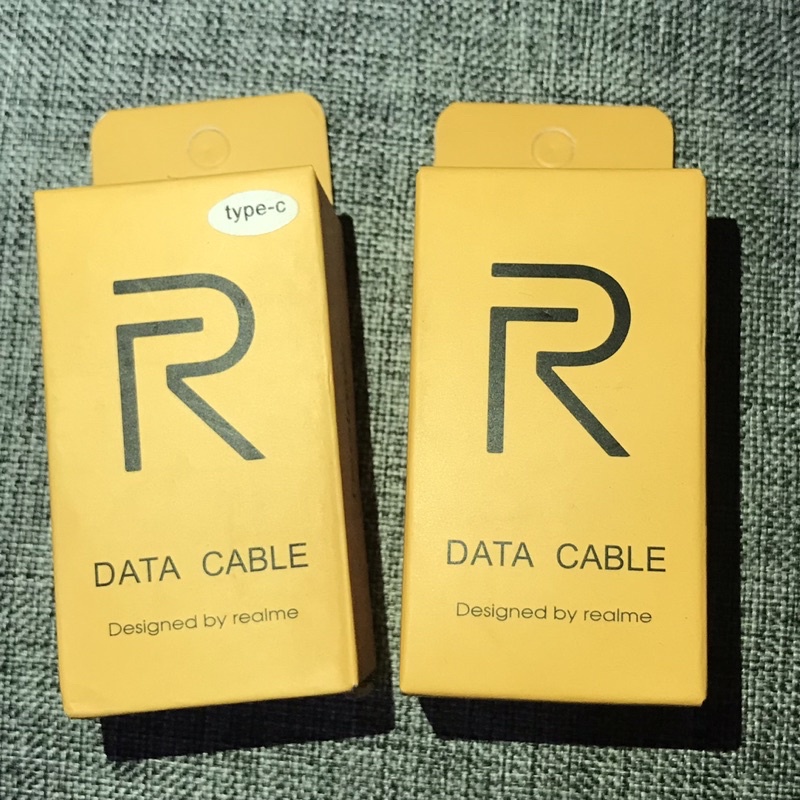 type-c
R
DATA CABLE
Designed by realme
R
DATA CABLE
Designed by realme